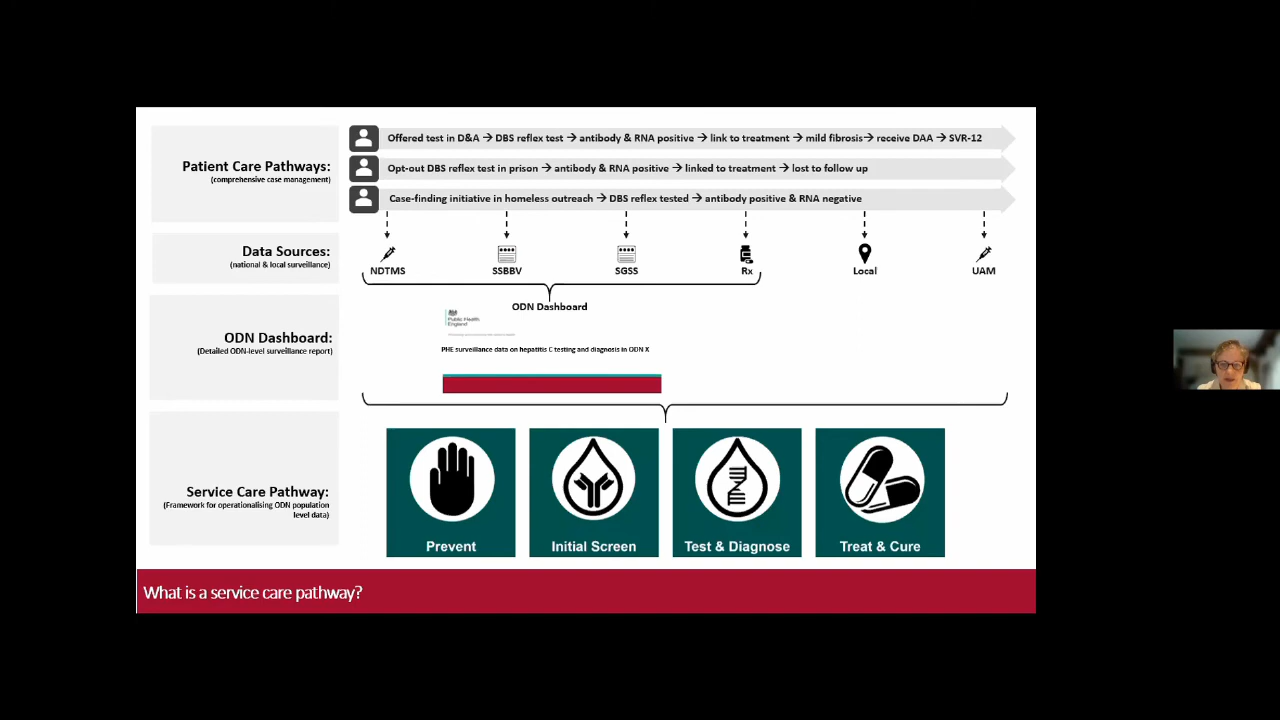 Patient Care Pathways:
(comprehensive case management)
Offered test in D&A → DBS reflex test → antibody & RNA positive → link to treatment → mild fibrosis → receive DAA → SVR-12
Opt-out DBS reflex test in prison → antibody & RNA positive → linked to treatment → lost to follow up
Case-finding initiative in homeless outreach → DBS reflex tested → antibody positive & RNA negative
Data Sources:
(national & local surveillance)
NDTMS
SSBBV
SGSS
Rx
Local
UAM
ODN Dashboard
ODN Dashboard:
(Detailed ODN-level surveillance report)
Public Health
England
PHE surveillance data on hepatitis C testing and diagnosis in ODN X
Service Care Pathway:
(Framework for operationalising ODN population
level data)
Prevent
Initial Screen
Test & Diagnose
Treat & Cure
What is a service care pathway?